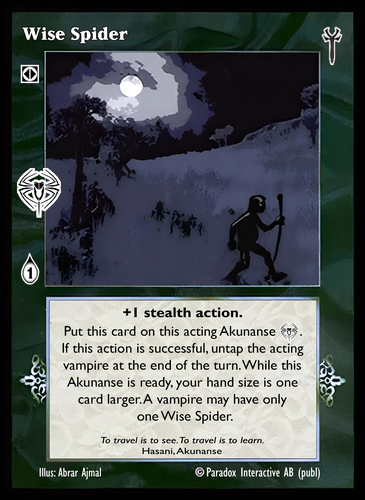 Wise Spider
1
+1 stealth action.
Put this card on this acting Akunanse .
If this action is successful, untap the acting
vampire at the end of the turn. While this
Akunanse is ready, your hand size is one
card larger. A vampire may have only
one Wise Spider.
To travel is to see. To travel is to learn.
Hasani, Akunanse
Illus: Abrar Ajmal © Paradox Interactive AB (publ)